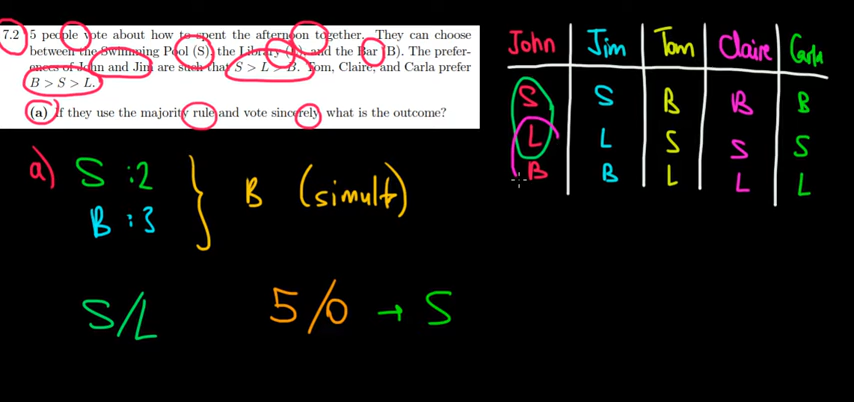 7.2 5 people vote about how to spent the afternoon together. They can choose
between the Swimming Pool (S), the Library (L), and the Bar (B). The prefer-
ences of John and Jim are such that S > L > B. Tom, Claire, and Carla prefer
B > S > L.
(a) If they use the majority rule and vote sincerely what is the outcome?
John Jim Tom Claire Carla
S S B B B
L L S S S
B B L L L
a) S : 2
B : 3
B (simult)
S/L 5/0 → S